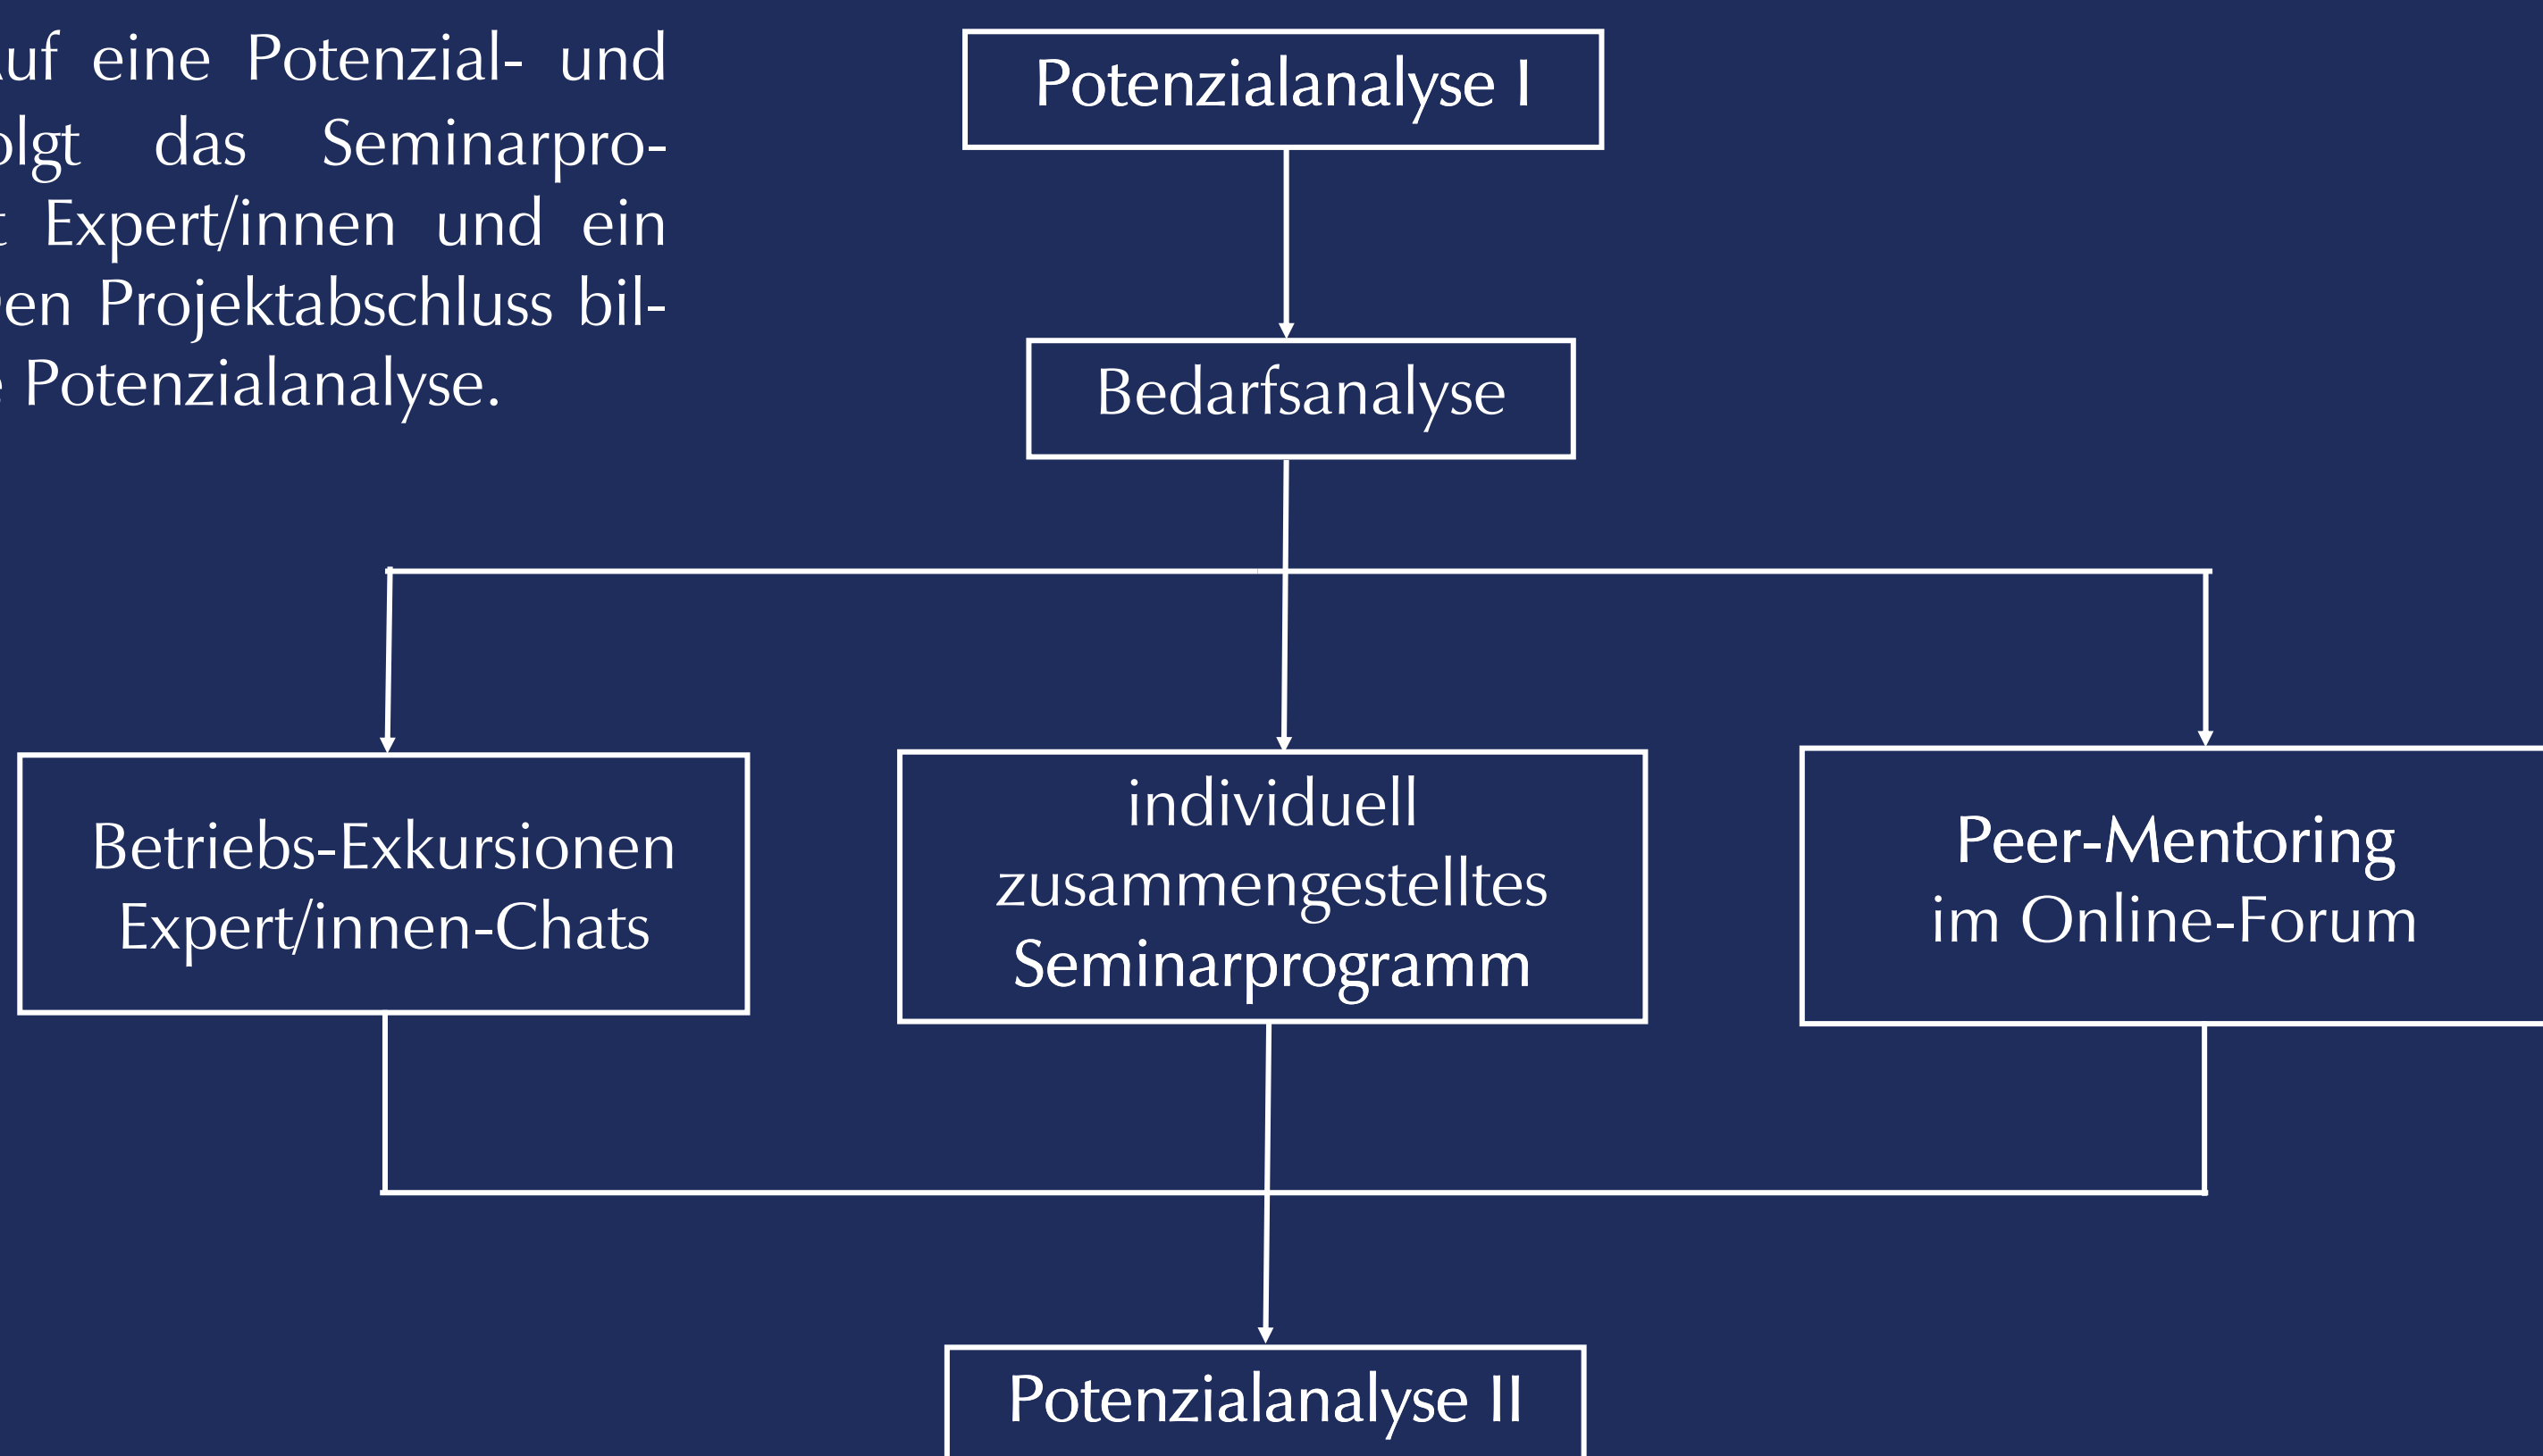 uf eine Potenzial- und
olgt das Seminarpro-
t Expert/innen und ein
en Projektabschluss bil-
e Potenzialanalyse.
Potenzialanalyse I
Bedarfsanalyse
Betriebs-Exkursionen
Expert/innen-Chats
individuell
zusammengestelltes
Seminarprogramm
Peer-Mentoring
im Online-Forum
Potenzialanalyse II